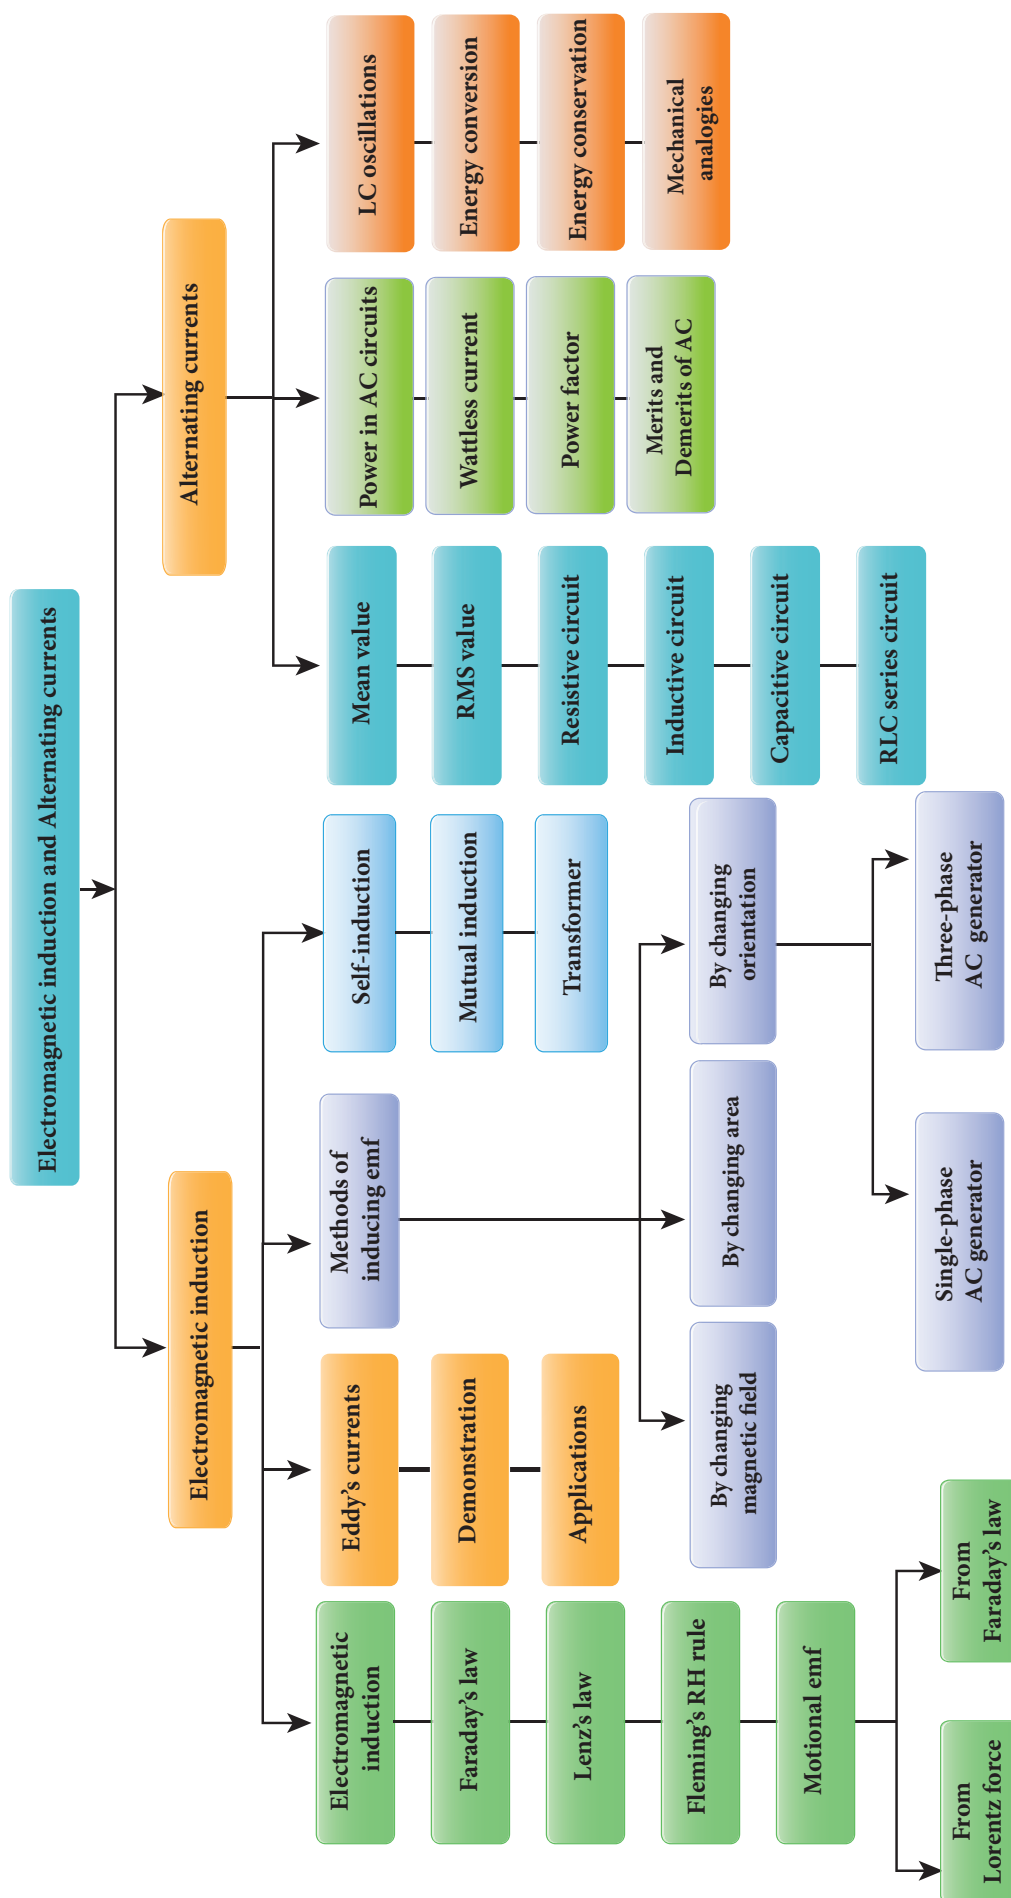 Electromagnetic induction and Alternating currents
Electromagnetic induction
Alternating currents
Electromagnetic
induction
Faraday’s law
Lenz’s law
Fleming’s RH rule
Motional emf
From
Lorentz force
From
Faraday’s law
Eddy’s currents
Demonstration
Applications
Methods of
inducing emf
By changing
magnetic field
By changing area
By changing
orientation
Single-phase
AC generator
Three-phase
AC generator
Self-induction
Mutual induction
Transformer
Mean value
RMS value
Resistive circuit
Inductive circuit
Capacitive circuit
RLC series circuit
Power in AC circuits
Wattless current
Power factor
Merits and
Demerits of AC
LC oscillations
Energy conversion
Energy conservation
Mechanical
analogies